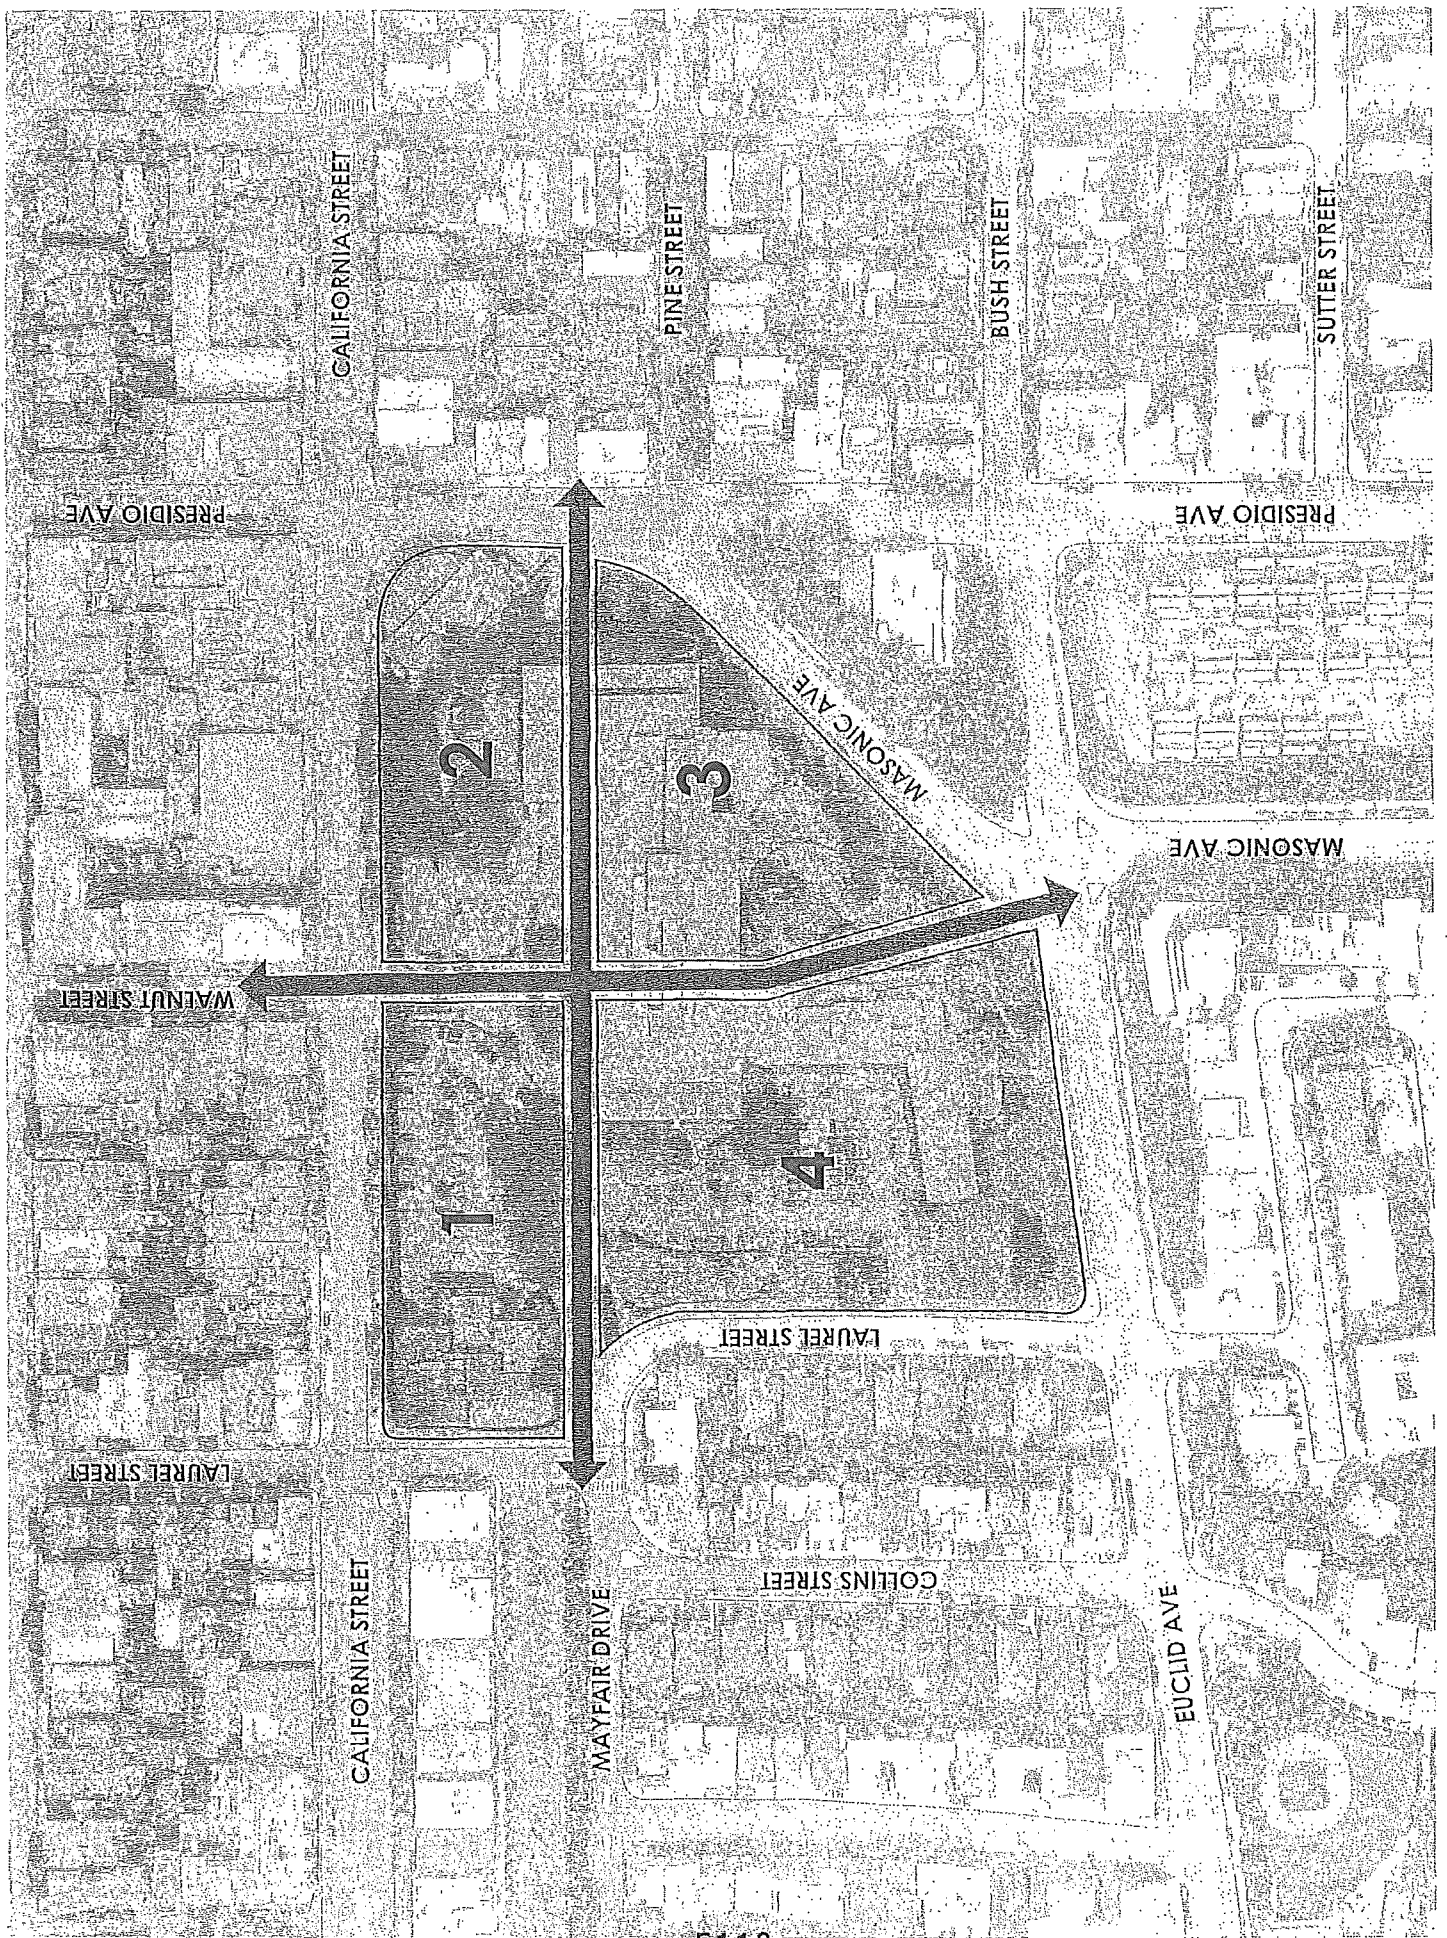 CALIFORNIA STREET
PINE STREET
BUSH STREET
SUTTER STREET
PRESIDIO AVE
PRESIDIO AVE
2
3
MASONIC AVE
MASONIC AVE
WALNUT STREET
1
4
LAUREL STREET
LAUREL STREET
CALIFORNIA STREET
MAYFAIR DRIVE
COLLINS STREET
EUCLID AVE